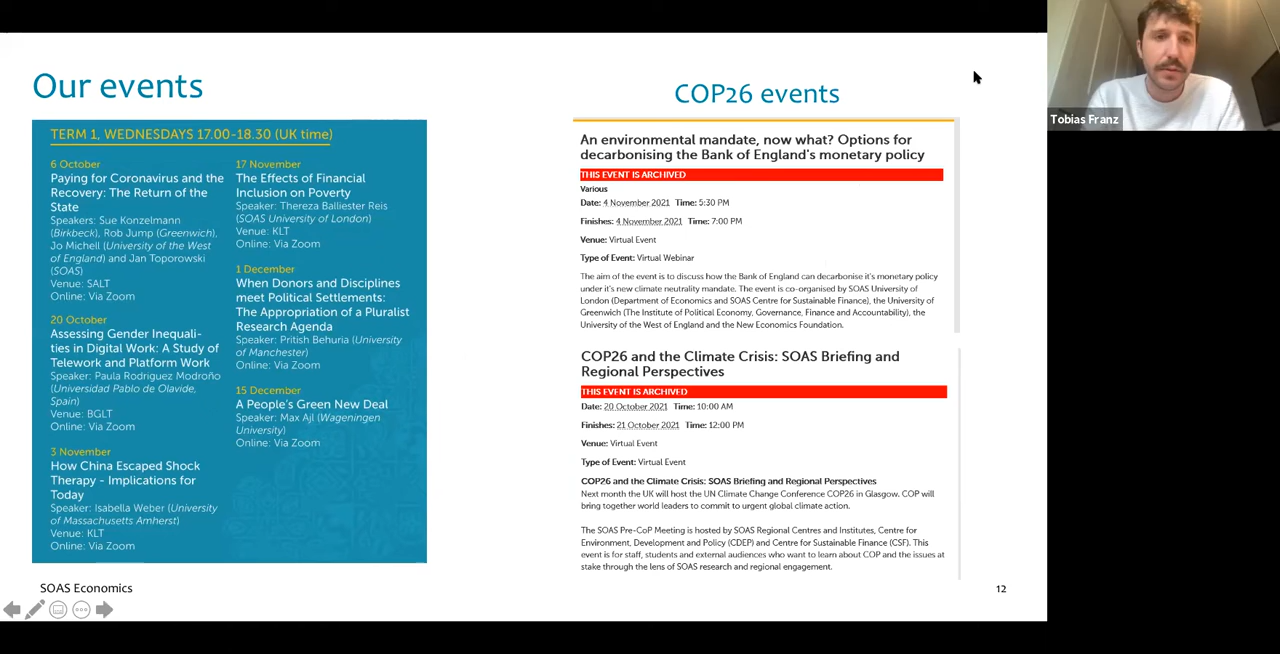 Our events
TERM 1, WEDNESDAYS 17.00-18.30 (UK time)
6 October
Paying for Coronavirus and the
Recovery: The Return of the
State
Speakers: Sue Konzelmann
(Birkbeck), Rob Jump (Greenwich),
Jo Michell (University of the West
of England) and Jan Toporowski
(SOAS)
Venue: SALT
Online: Via Zoom
20 October
Assessing Gender Inequali-
ties in Digital Work: A Study of
Telework and Platform Work
Speaker: Paula Rodriguez Modroño
(Universidad Pablo de Olavide,
Spain)
Venue: BGLT
Online: Via Zoom
3 November
How China Escaped Shock
Therapy - Implications for
Today
Speaker: Isabella Weber (University
of Massachusetts Amherst)
Venue: KLT
Online: Via Zoom
17 November
The Effects of Financial
Inclusion on Poverty
Speaker: Thereza Balliester Reis
(SOAS University of London)
Venue: KLT
Online: Via Zoom
1 December
When Donors and Disciplines
meet Political Settlements:
The Appropriation of a Pluralist
Research Agenda
Speaker: Pritish Behuria (University
of Manchester)
Online: Via Zoom
15 December
A People's Green New Deal
Speaker: Max Ajl (Wageningen
University)
Online: Via Zoom
COP26 events
An environmental mandate, now what? Options for
decarbonising the Bank of England's monetary policy
THIS EVENT IS ARCHIVED
Various
Date: 4 November 2021 Time: 5:30 PM
Finishes: 4 November 2021 Time: 7:00 PM
Venue: Virtual Event
Type of Event: Virtual Webinar
The aim of the event is to discuss how the Bank of England can decarbonise it's monetary policy
under it's new climate neutrality mandate. The event is co-organised by SOAS University of
London (Department of Economics and SOAS Centre for Sustainable Finance), the University of
Greenwich (The Institute of Political Economy, Governance, Finance and Accountability), the
University of the West of England and the New Economics Foundation.
COP26 and the Climate Crisis: SOAS Briefing and
Regional Perspectives
THIS EVENT IS ARCHIVED
Date: 20 October 2021 Time: 10:00 AM
Finishes: 21 October 2021 Time: 12:00 PM
Venue: Virtual Event
Type of Event: Virtual Event
COP26 and the Climate Crisis: SOAS Briefing and Regional Perspectives
Next month the UK will host the UN Climate Change Conference COP26 in Glasgow. COP will
bring together world leaders to commit to urgent global climate action.
The SOAS Pre-CoP Meeting is hosted by SOAS Regional Centres and Institutes, Centre for
Environment, Development and Policy (CDEP) and Centre for Sustainable Finance (CSF). This
event is for staff, students and external audiences who want to learn about COP and the issues at
stake through the lens of SOAS research and regional engagement.
SOAS Economics
12
Tobias Franz